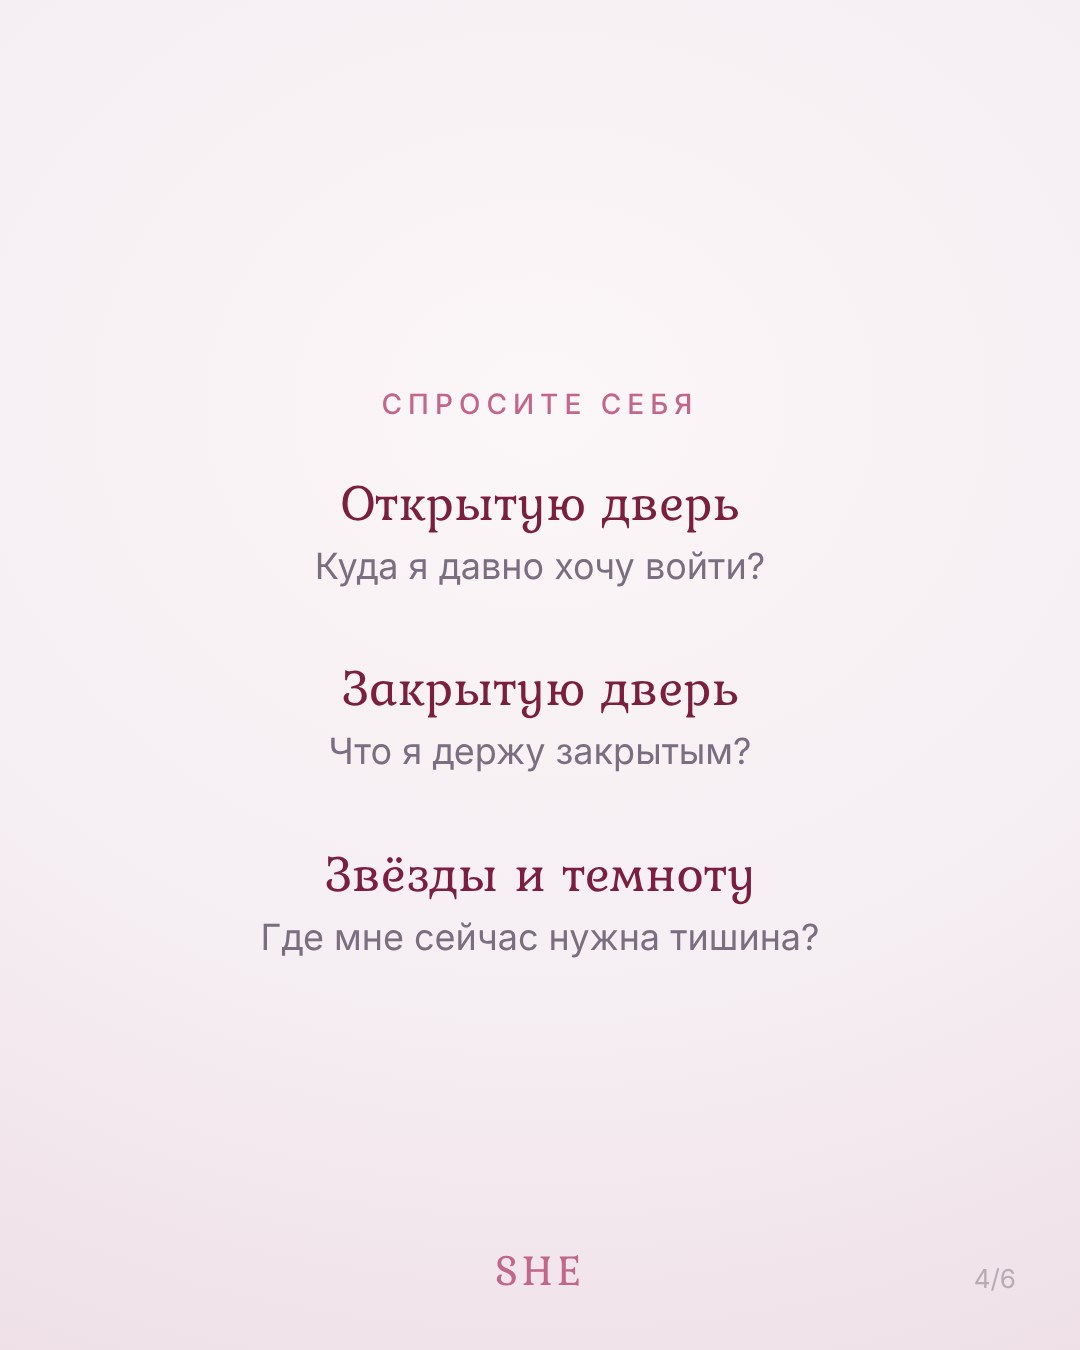 СПРОСИТЕ СЕБЯ
Открытую дверь
Куда я давно хочу войти?
Закрытую дверь
Что я держу закрытым?
Звёзды и темноту
Где мне сейчас нужна тишина?
SHE
4/6